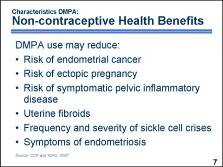 Characteristics DMPA:
Non-contraceptive Health Benefits
DMPA use may reduce:
• Risk of endometrial cancer
• Risk of ectopic pregnancy
• Risk of symptomatic pelvic inflammatory
disease
• Uterine fibroids
• Frequency and severity of sickle cell crises
• Symptoms of endometriosis
Source: CCP and WHO, 2007
7